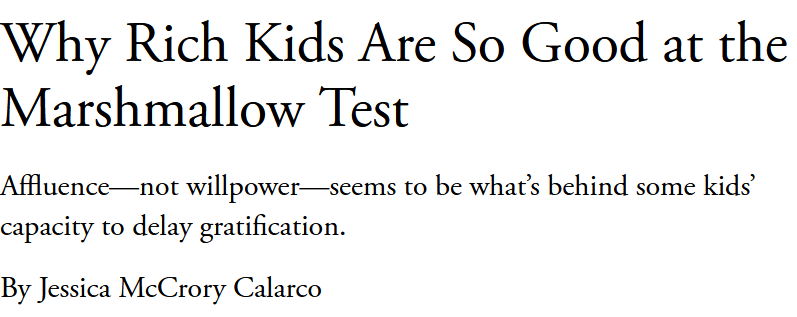 Why Rich Kids Are So Good at the
Marshmallow Test
Affluence—not willpower—seems to be what’s behind some kids’
capacity to delay gratification.
By Jessica McCrory Calarco